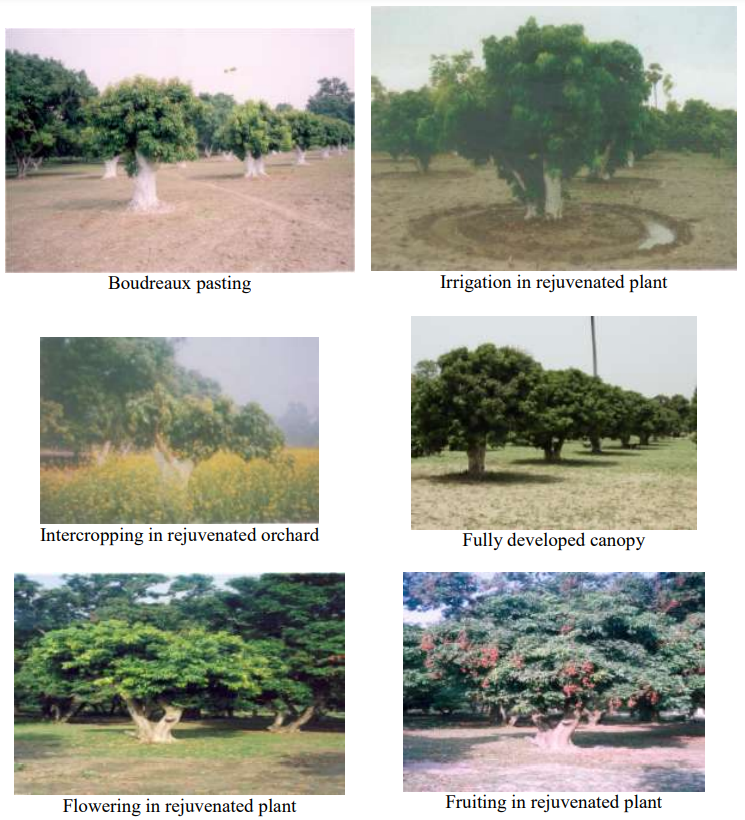 Boudreaux pasting
Irrigation in rejuvenated plant
Intercropping in rejuvenated orchard
Fully developed canopy
Flowering in rejuvenated plant
Fruiting in rejuvenated plant